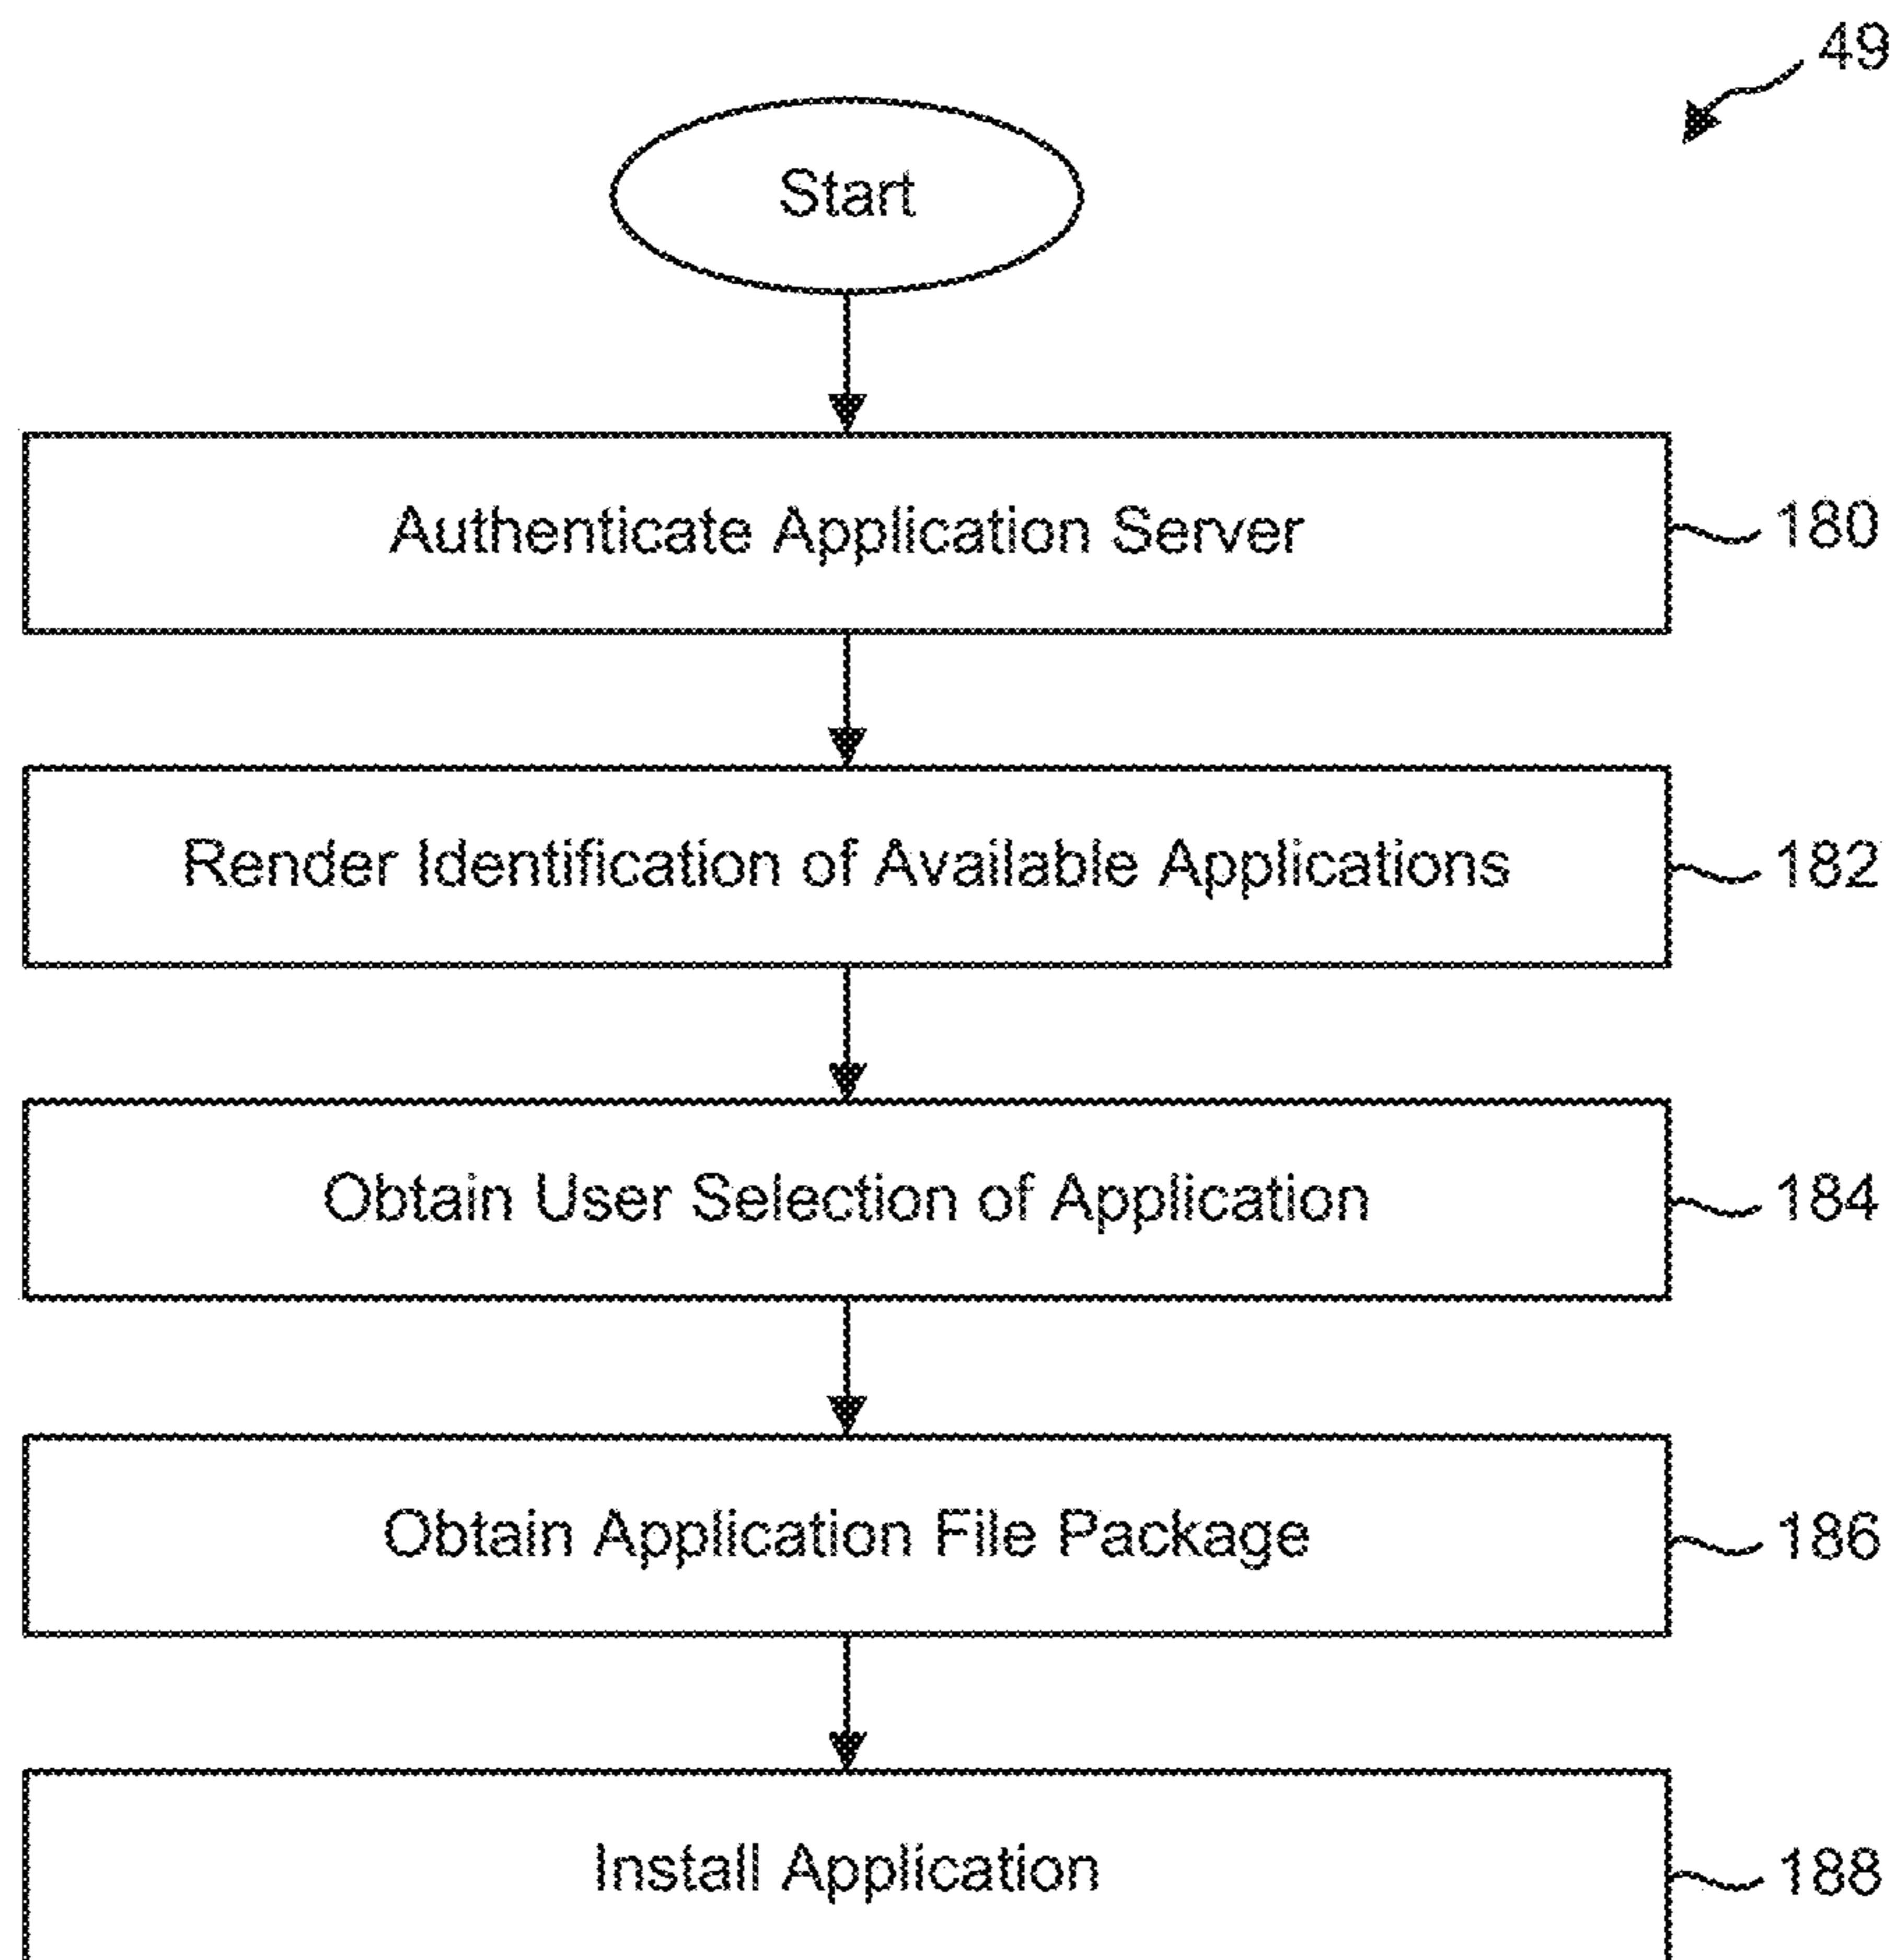 49
Start
Authenticate Application Server
180
Render Identification of Available Applications
182
Obtain User Selection of Application
184
Obtain Application File Package
186
Install Application
188